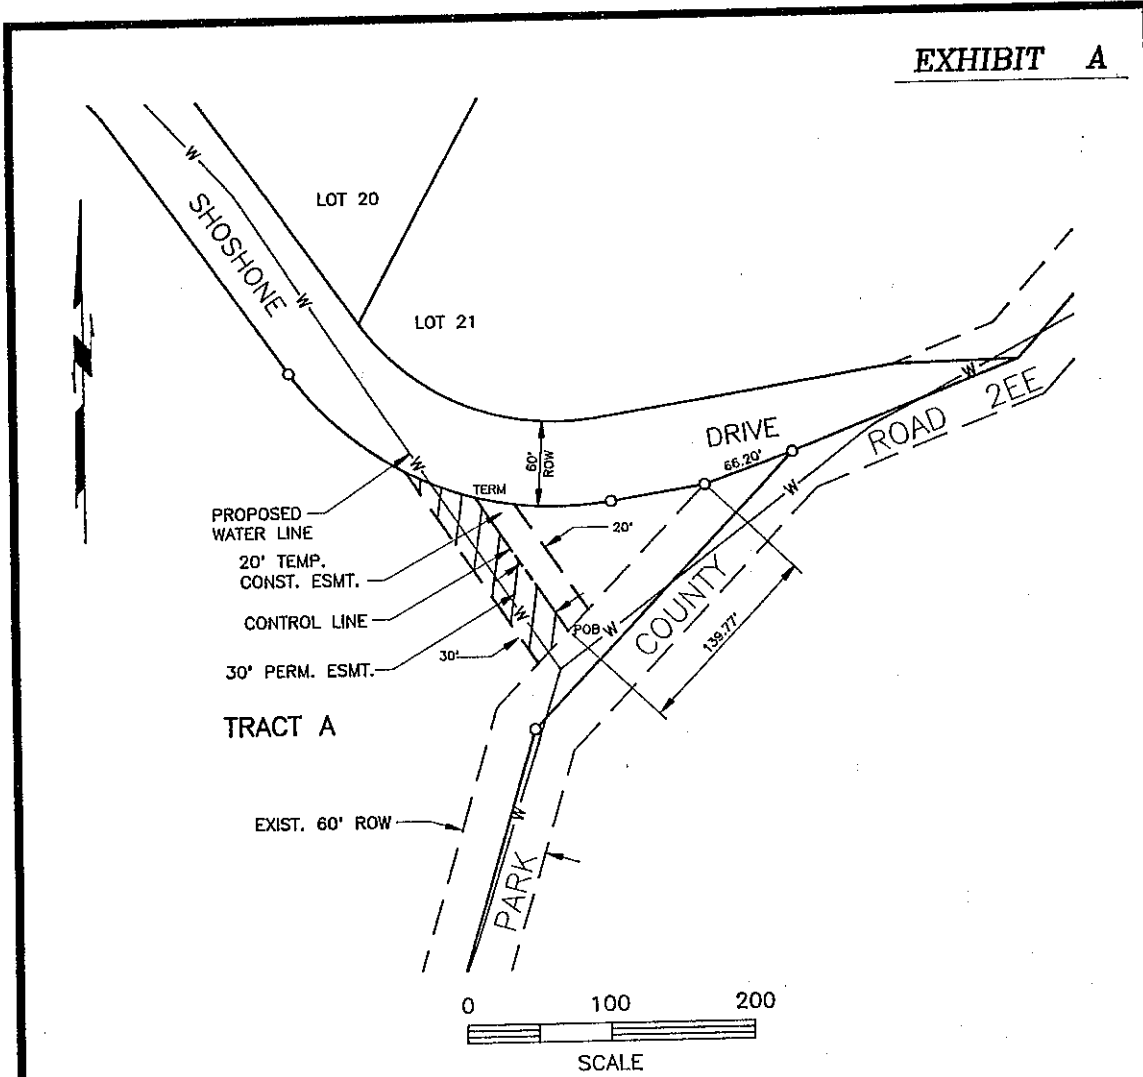 EXHIBIT A
LOT 20
SHOSHONE
W
W
LOT 21
DRIVE
66.20'
60'
ROW
W
ROAD 2EE
W
W
TERM
PROPOSED
WATER LINE
20' TEMP.
CONST. ESMT.
20'
CONTROL LINE
W
POB
W
COUNTY
139.77'
30'
30' PERM. ESMT.
TRACT A
EXIST. 60' ROW
W
PARK
0 100 200
SCALE